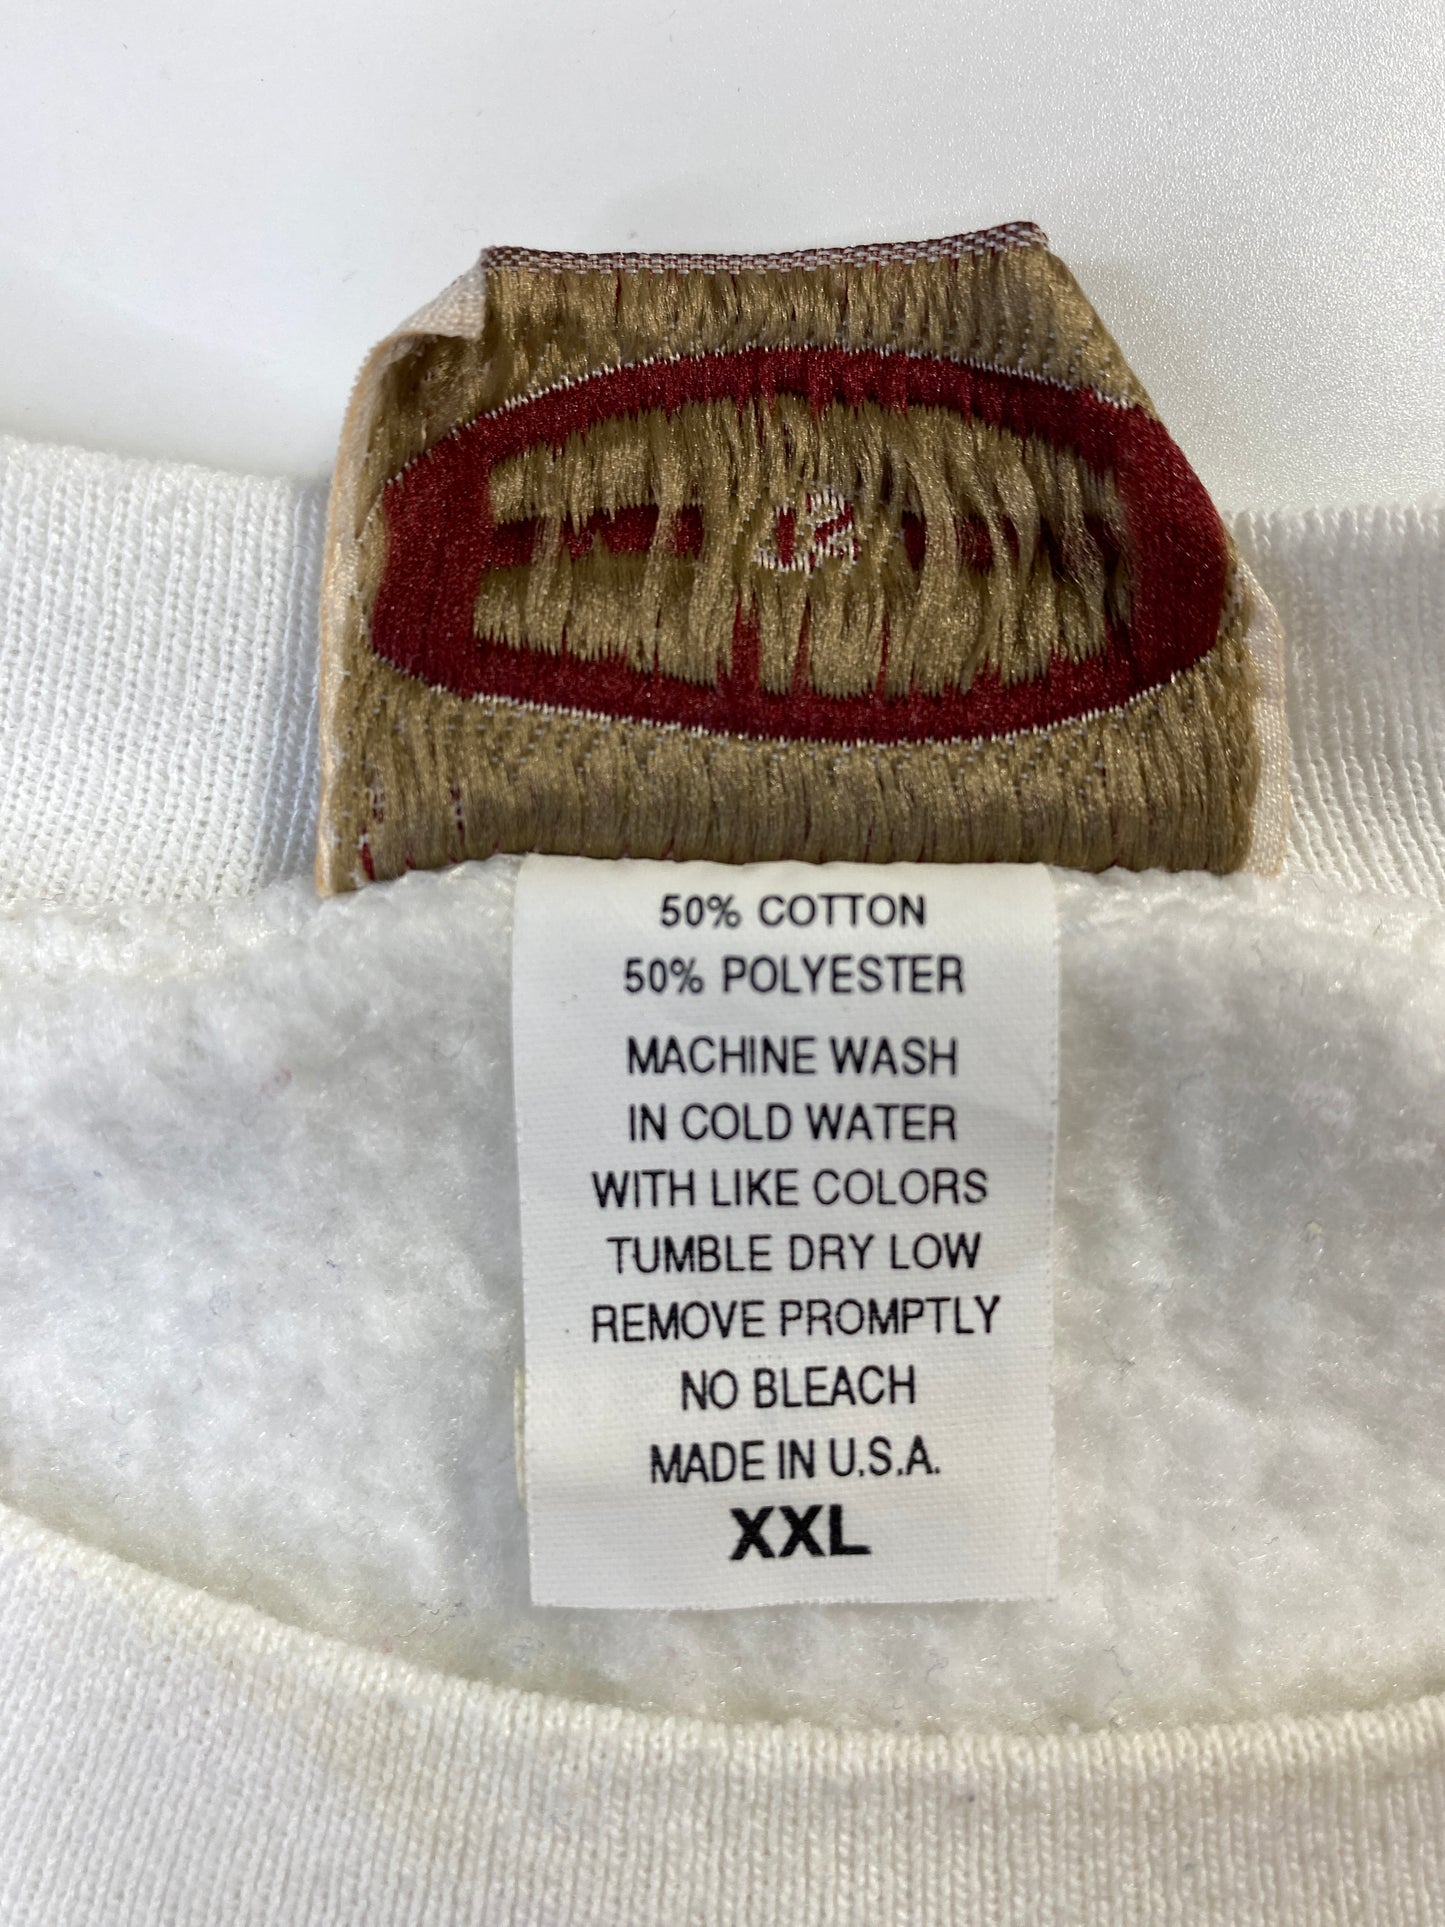 50% COTTON
50% POLYESTER
MACHINE WASH
IN COLD WATER
WITH LIKE COLORS
TUMBLE DRY LOW
REMOVE PROMPTLY
NO BLEACH
MADE IN U.S.A.
XXL